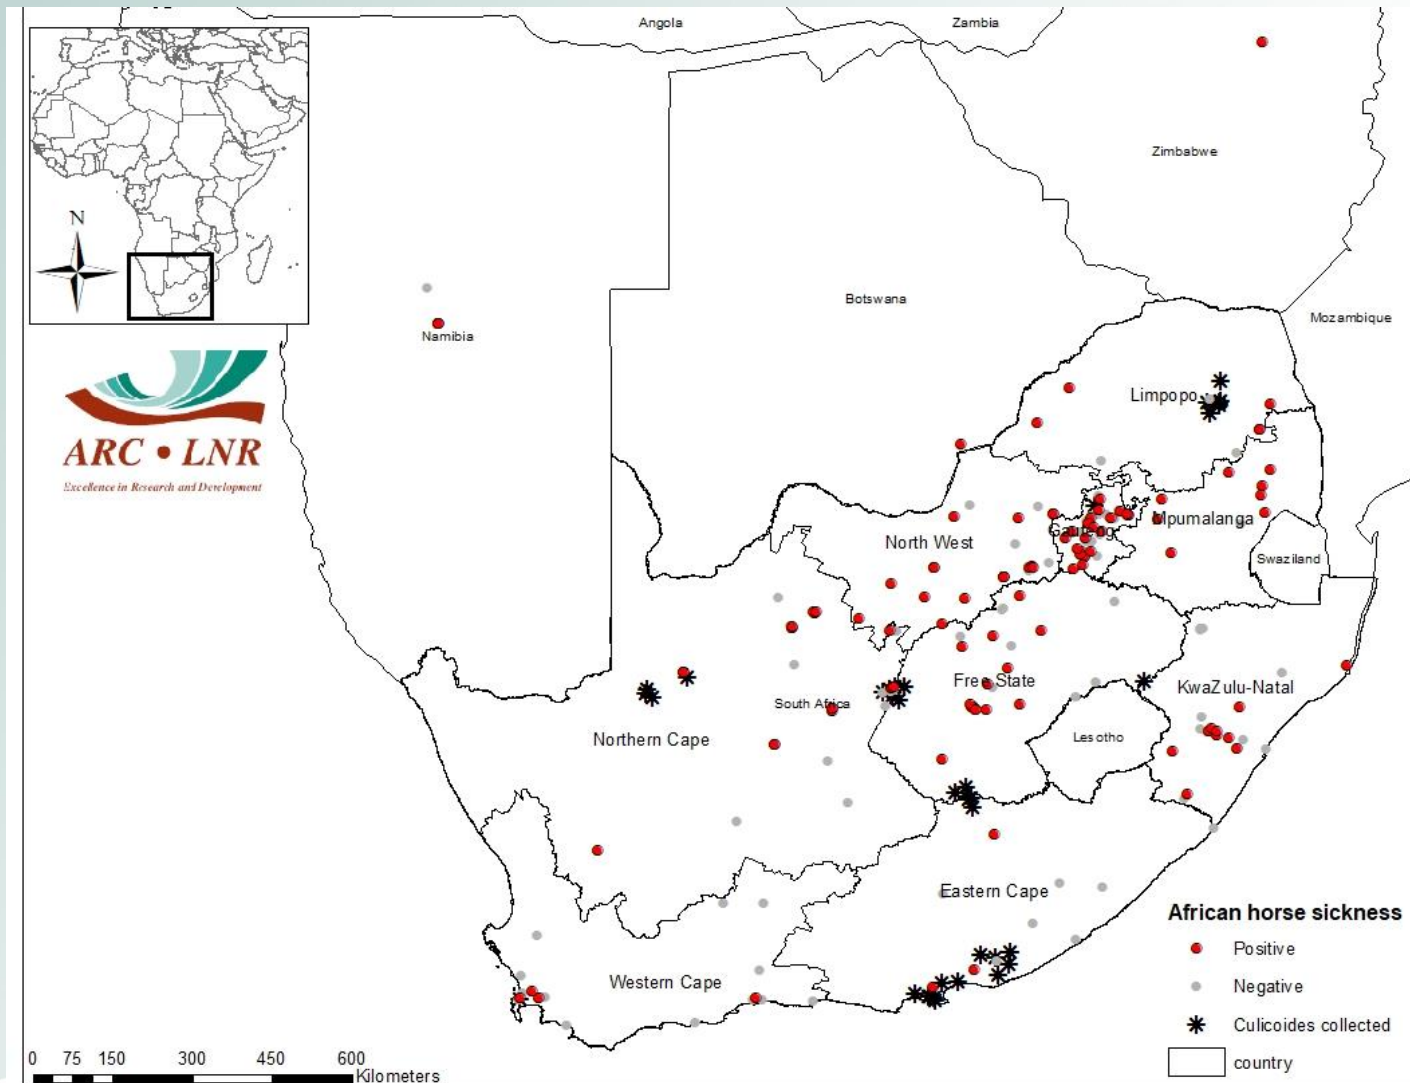 Angola
Zambia
Zimbabwe
N
Botswana
Mozambique
Namibia
Limpopo
ARC • LNR
Excellence in Research and Development
Mpumalanga
Gauteng
North West
Swaziland
Free State
KwaZulu-Natal
South Africa
Northern Cape
Lesotho
Eastern Cape
African horse sickness
Positive
Western Cape
Negative
Culicoides collected
country
0 75 150 300 450 600
Kilometers